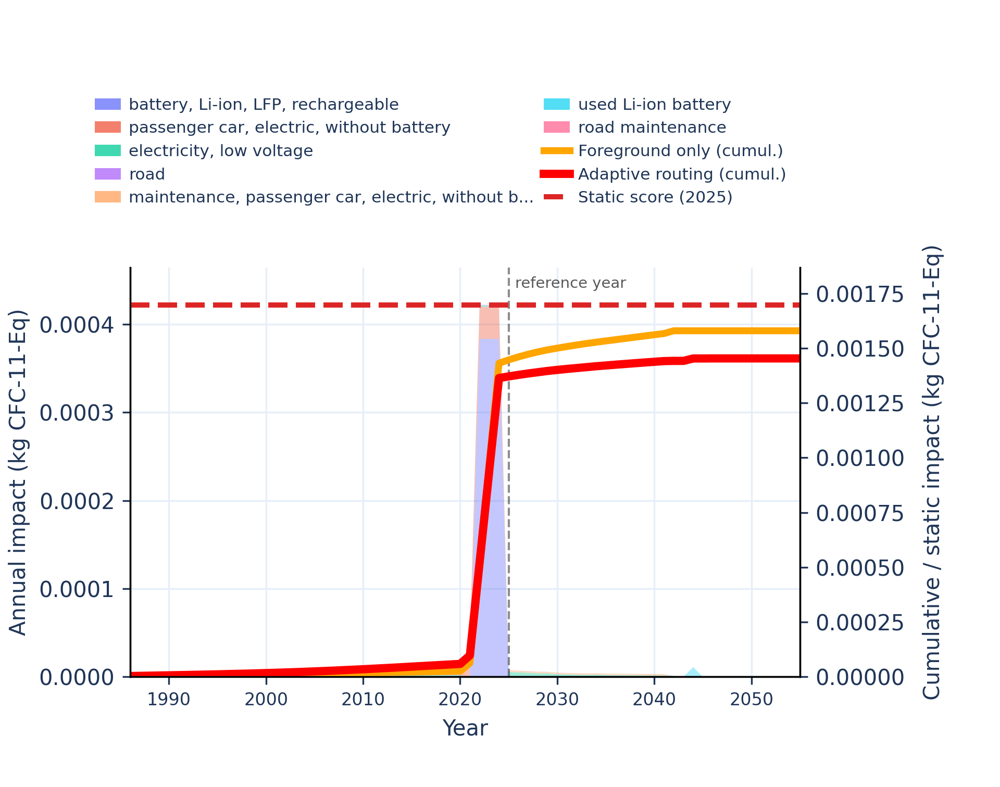 battery, Li-ion, LFP, rechargeable
passenger car, electric, without battery
electricity, low voltage
road
maintenance, passenger car, electric, without b...
used Li-ion battery
road maintenance
Foreground only (cumul.)
Adaptive routing (cumul.)
Static score (2025)
reference year
Annual impact (kg CFC-11-Eq)
0.0004
0.0003
0.0002
0.0001
0.0000
0.00175
0.00150
0.00125
0.00100
0.00075
0.00050
0.00025
0.00000
Cumulative / static impact (kg CFC-11-Eq)
1990
2000
2010
2020
2030
2040
2050
Year